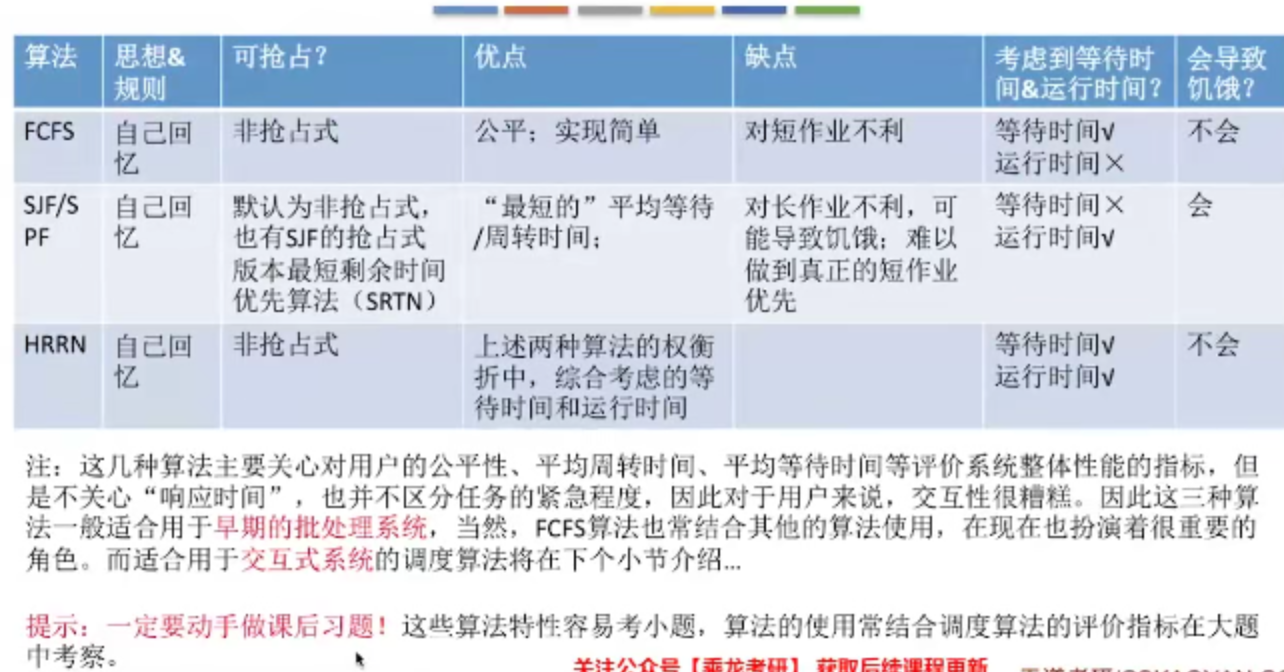 算法 思想& 可抢占？ 优点 缺点 考虑到等待时 会导致
规则 间&运行时间？ 饥饿？
FCFS 自己回 非抢占式 公平；实现简单 对短作业不利 等待时间√ 不会
忆 运行时间×
SJF/S 自己回 默认为非抢占式， “最短的”平均等待 对长作业不利，可 等待时间× 会
PF 忆 也有SJF的抢占式 /周转时间； 能导致饥饿；难以 运行时间√
版本最短剩余时间 做到真正的短作业
优先算法（SRTN） 优先
HRRN 自己回 非抢占式 上述两种算法的权衡 等待时间√ 不会
忆 折中，综合考虑的等 运行时间√
待时间和运行时间
注：这几种算法主要关心对用户的公平性、平均周转时间、平均等待时间等评价系统整体性能的指标，但
是不关心“响应时间”，也并不区分任务的紧急程度，因此对于用户来说，交互性很糟糕。因此这三种算
法一般适合用于早期的批处理系统，当然，FCFS算法也常结合其他的算法使用，在现在也扮演着很重要的
角色。而适合用于交互式系统的调度算法将在下个小节介绍...
提示：一定要动手做课后习题！这些算法特性容易考小题，算法的使用常结合调度算法的评价指标在大题
中考察。
关注公众号【乘龙考研】 获取后续课程更新